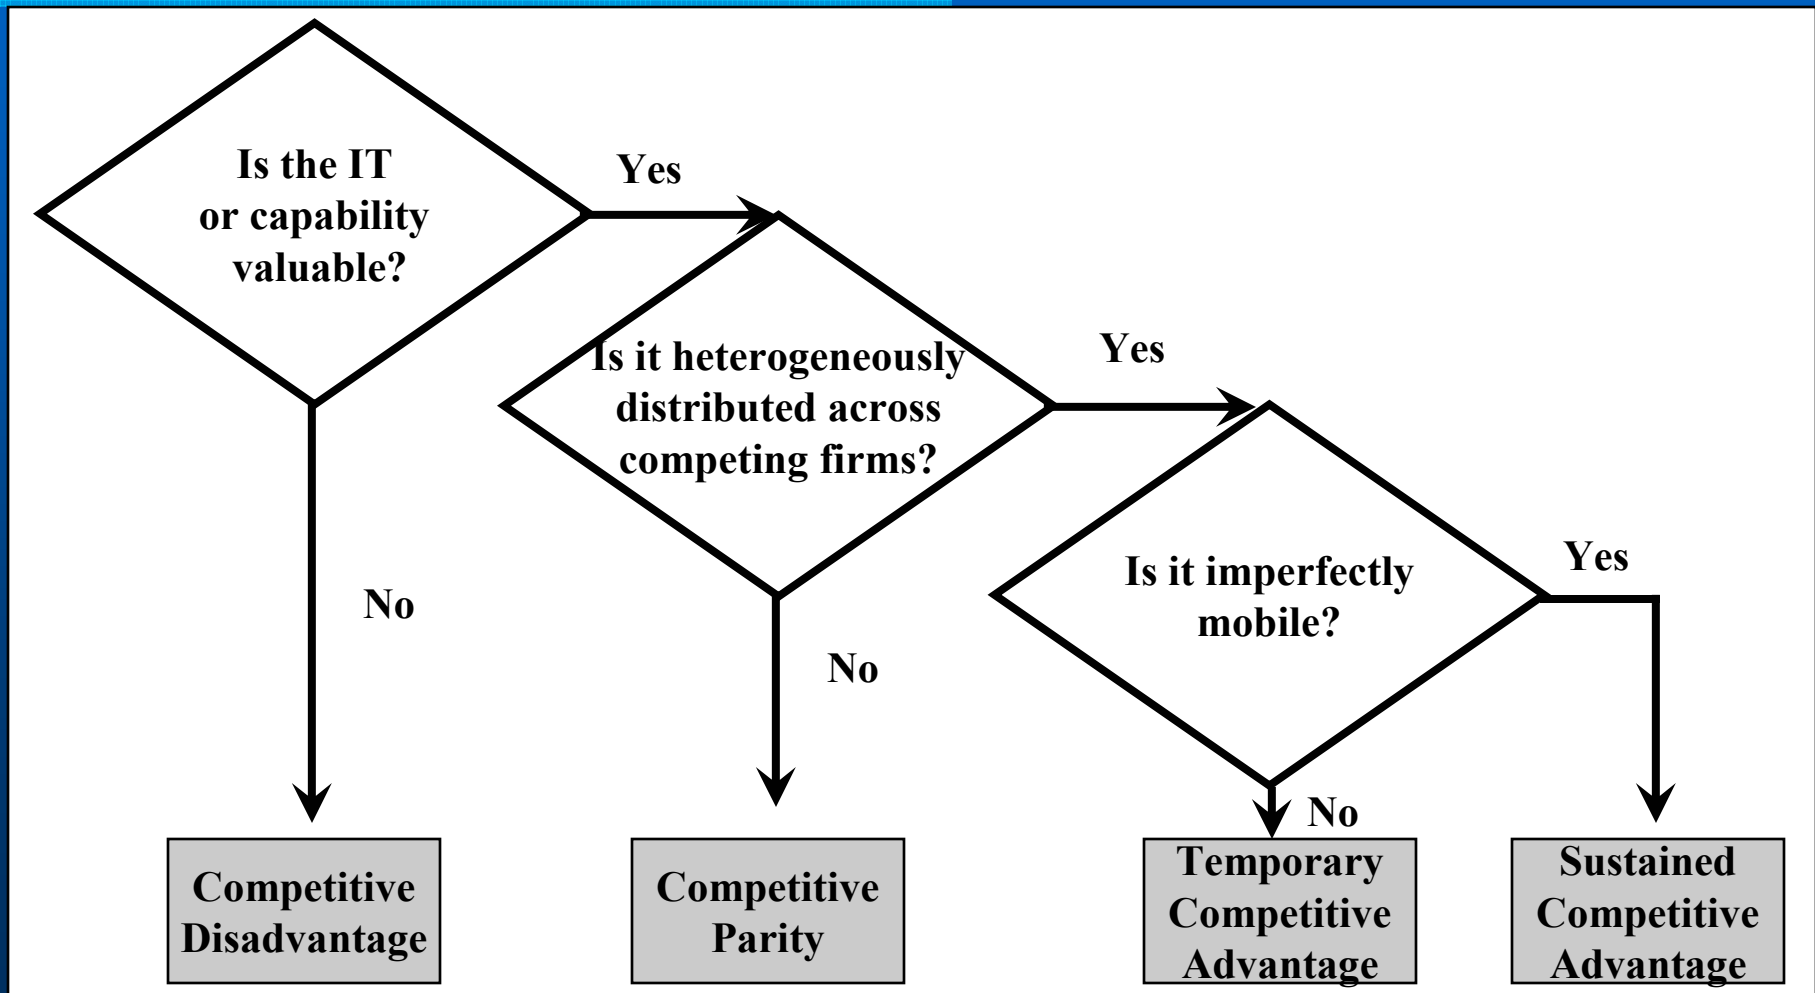 Is the IT
or capability
valuable?
Yes
No
Is it heterogeneously
distributed across
competing firms?
Yes
No
Is it imperfectly
mobile?
Yes
No
Competitive
Disadvantage
Competitive
Parity
Temporary
Competitive
Advantage
Sustained
Competitive
Advantage